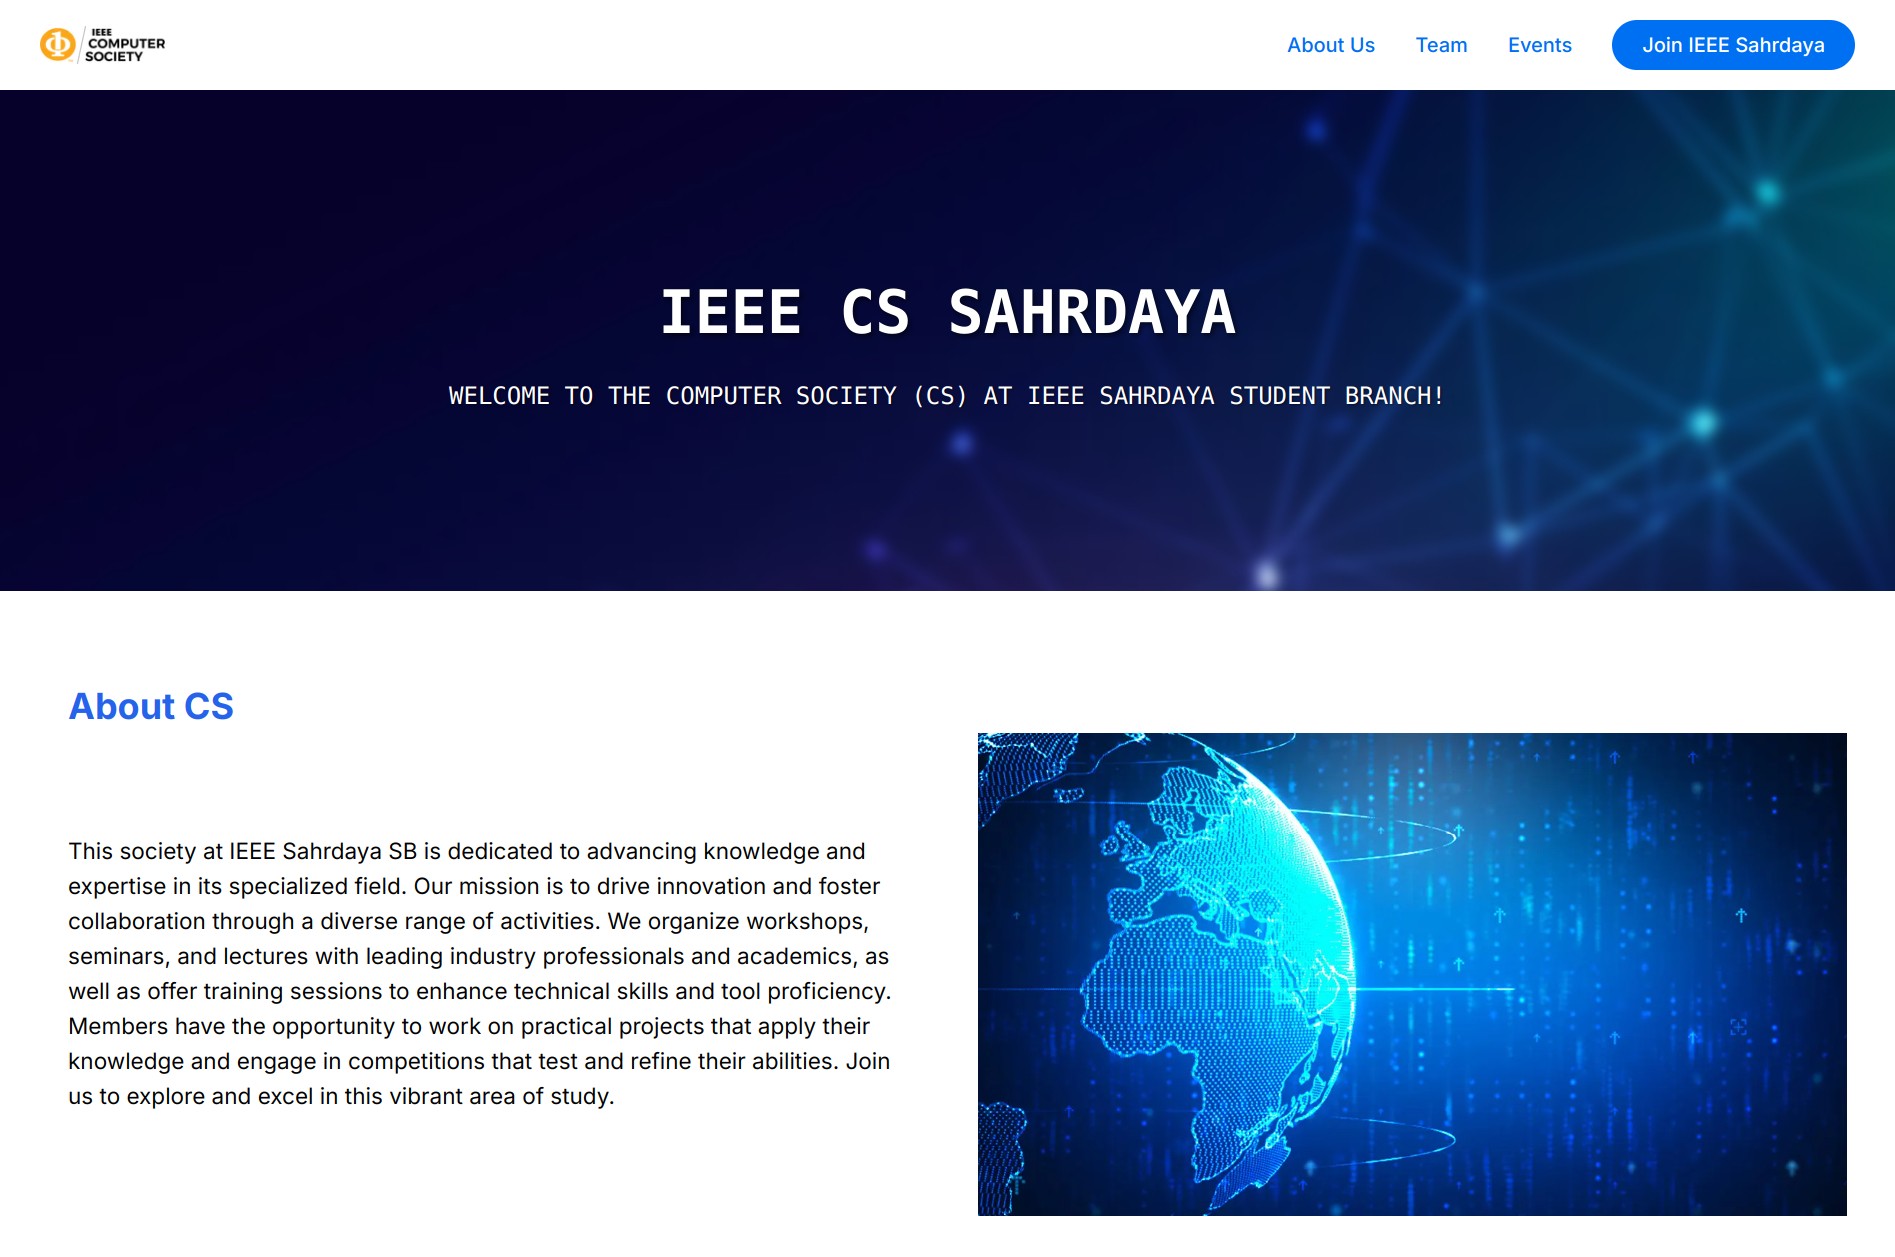 IEEE
COMPUTER
SOCIETY
About Us
Team
Events
Join IEEE Sahrdaya
IEEE CS SAHRDAYA
WELCOME TO THE COMPUTER SOCIETY (CS) AT IEEE SAHRDAYA STUDENT BRANCH!
About CS
This society at IEEE Sahrdaya SB is dedicated to advancing knowledge and
expertise in its specialized field. Our mission is to drive innovation and foster
collaboration through a diverse range of activities. We organize workshops,
seminars, and lectures with leading industry professionals and academics, as
well as offer training sessions to enhance technical skills and tool proficiency.
Members have the opportunity to work on practical projects that apply their
knowledge and engage in competitions that test and refine their abilities. Join
us to explore and excel in this vibrant area of study.